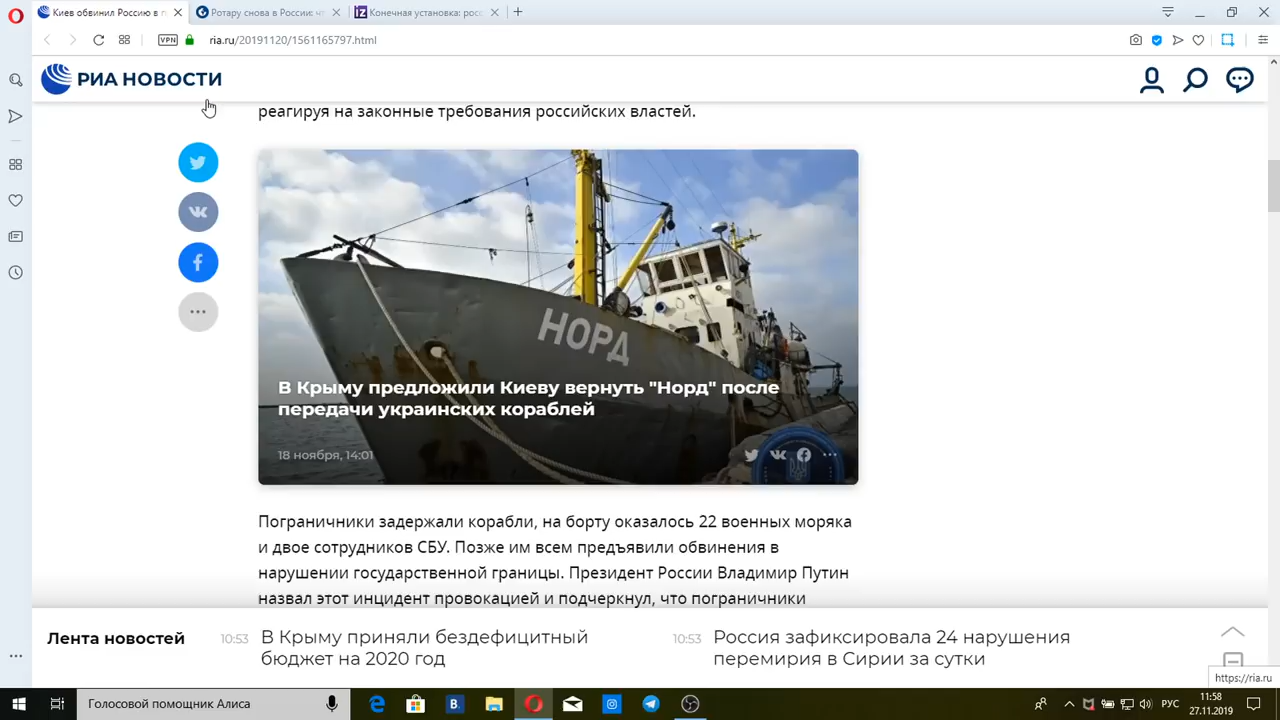 Киев обвинил Россию в п
Ротару снова в России: ч
Конечная установка: рос
VPN
ria.ru/20191120/1561165797.html
РИА НОВОСТИ
реагируя на законные требования российских властей.
НОРД
В Крыму предложили Киеву вернуть "Норд" после
передачи украинских кораблей
18 ноября, 14:01
Пограничники задержали корабли, на борту оказалось 22 военных моряка
и двое сотрудников СБУ. Позже им всем предъявили обвинения в
нарушении государственной границы. Президент России Владимир Путин
назвал этот инцидент провокацией и подчеркнул, что пограничники
Лента новостей
10:53
В Крыму приняли бездефицитный
бюджет на 2020 год
10:53
Россия зафиксировала 24 нарушения
перемирия в Сирии за сутки
https://ria.ru
Голосовой помощник Алиса
РУС
11:58
27.11.2019